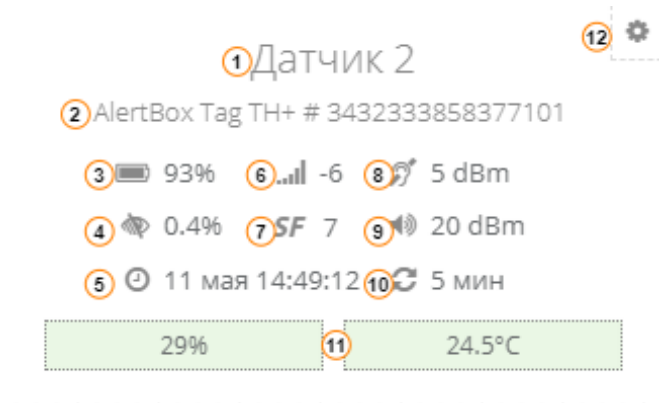 12
1 Датчик 2
2 AlertBox Tag TH+ # 3432333858377101
3 93% 6 -6 8 5 dBm
4 0.4% 7 SF 7 9 20 dBm
5 11 мая 14:49:12 10 5 мин
29% 11 24.5°C